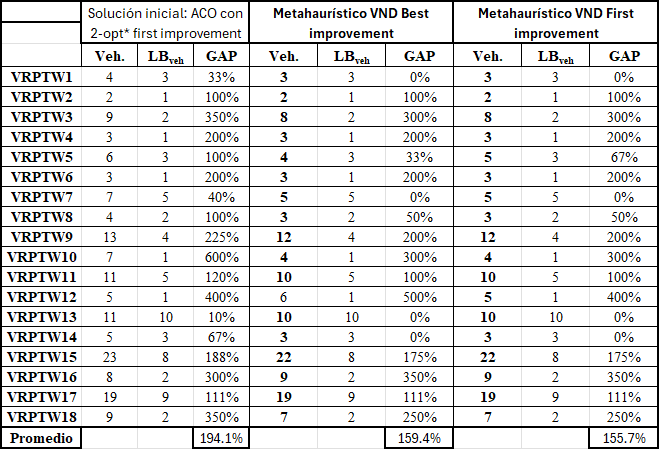 Solución inicial: ACO con 2-opt* first improvement Metahaurístico VND Best improvement Metahaurístico VND First improvement
Veh. LBveh GAP Veh. LBveh GAP Veh. LBveh GAP
VRPTW1 4 3 33% 3 3 0% 3 3 0%
VRPTW2 2 1 100% 2 1 100% 2 1 100%
VRPTW3 9 2 350% 8 2 300% 8 2 300%
VRPTW4 3 1 200% 3 1 200% 3 1 200%
VRPTW5 6 3 100% 4 3 33% 5 3 67%
VRPTW6 3 1 200% 3 1 200% 3 1 200%
VRPTW7 7 5 40% 5 5 0% 5 5 0%
VRPTW8 4 2 100% 3 2 50% 3 2 50%
VRPTW9 13 4 225% 12 4 200% 12 4 200%
VRPTW10 7 1 600% 4 1 300% 4 1 300%
VRPTW11 11 5 120% 10 5 100% 10 5 100%
VRPTW12 5 1 400% 6 1 500% 5 1 400%
VRPTW13 11 10 10% 10 10 0% 10 10 0%
VRPTW14 5 3 67% 3 3 0% 3 3 0%
VRPTW15 23 8 188% 22 8 175% 22 8 175%
VRPTW16 8 2 300% 9 2 350% 9 2 350%
VRPTW17 19 9 111% 19 9 111% 19 9 111%
VRPTW18 9 2 350% 7 2 250% 7 2 250%
Promedio 194.1% 159.4% 155.7%